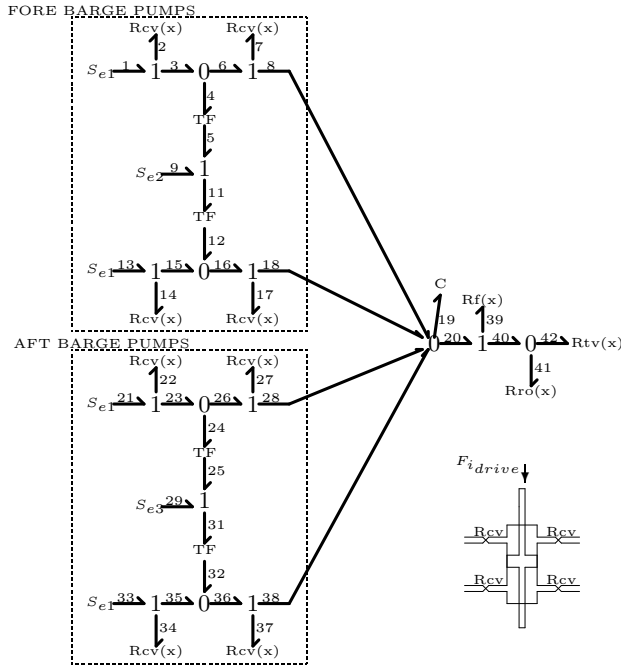 FORE BARGE PUMPS
Rcv(x) Rcv(x)
2 7
Se1 1 1 3 0 6 1 8
4
TF
5
Se2 9 1
11
TF
12
Se1 13 1 15 0 16 1 18
14 17
Rcv(x) Rcv(x)
C
Rf(x)
19 39
0 20 1 40 0 42 Rtv(x)
41
Rro(x)
AFT BARGE PUMPS
Rcv(x) Rcv(x)
22 27
Se1 21 1 23 0 26 1 28
24
TF
25
Se3 29 1
31
TF
32
Se1 33 1 35 0 36 1 38
34 37
Rcv(x) Rcv(x)
Fi drive
Rcv Rcv
Rcv Rcv